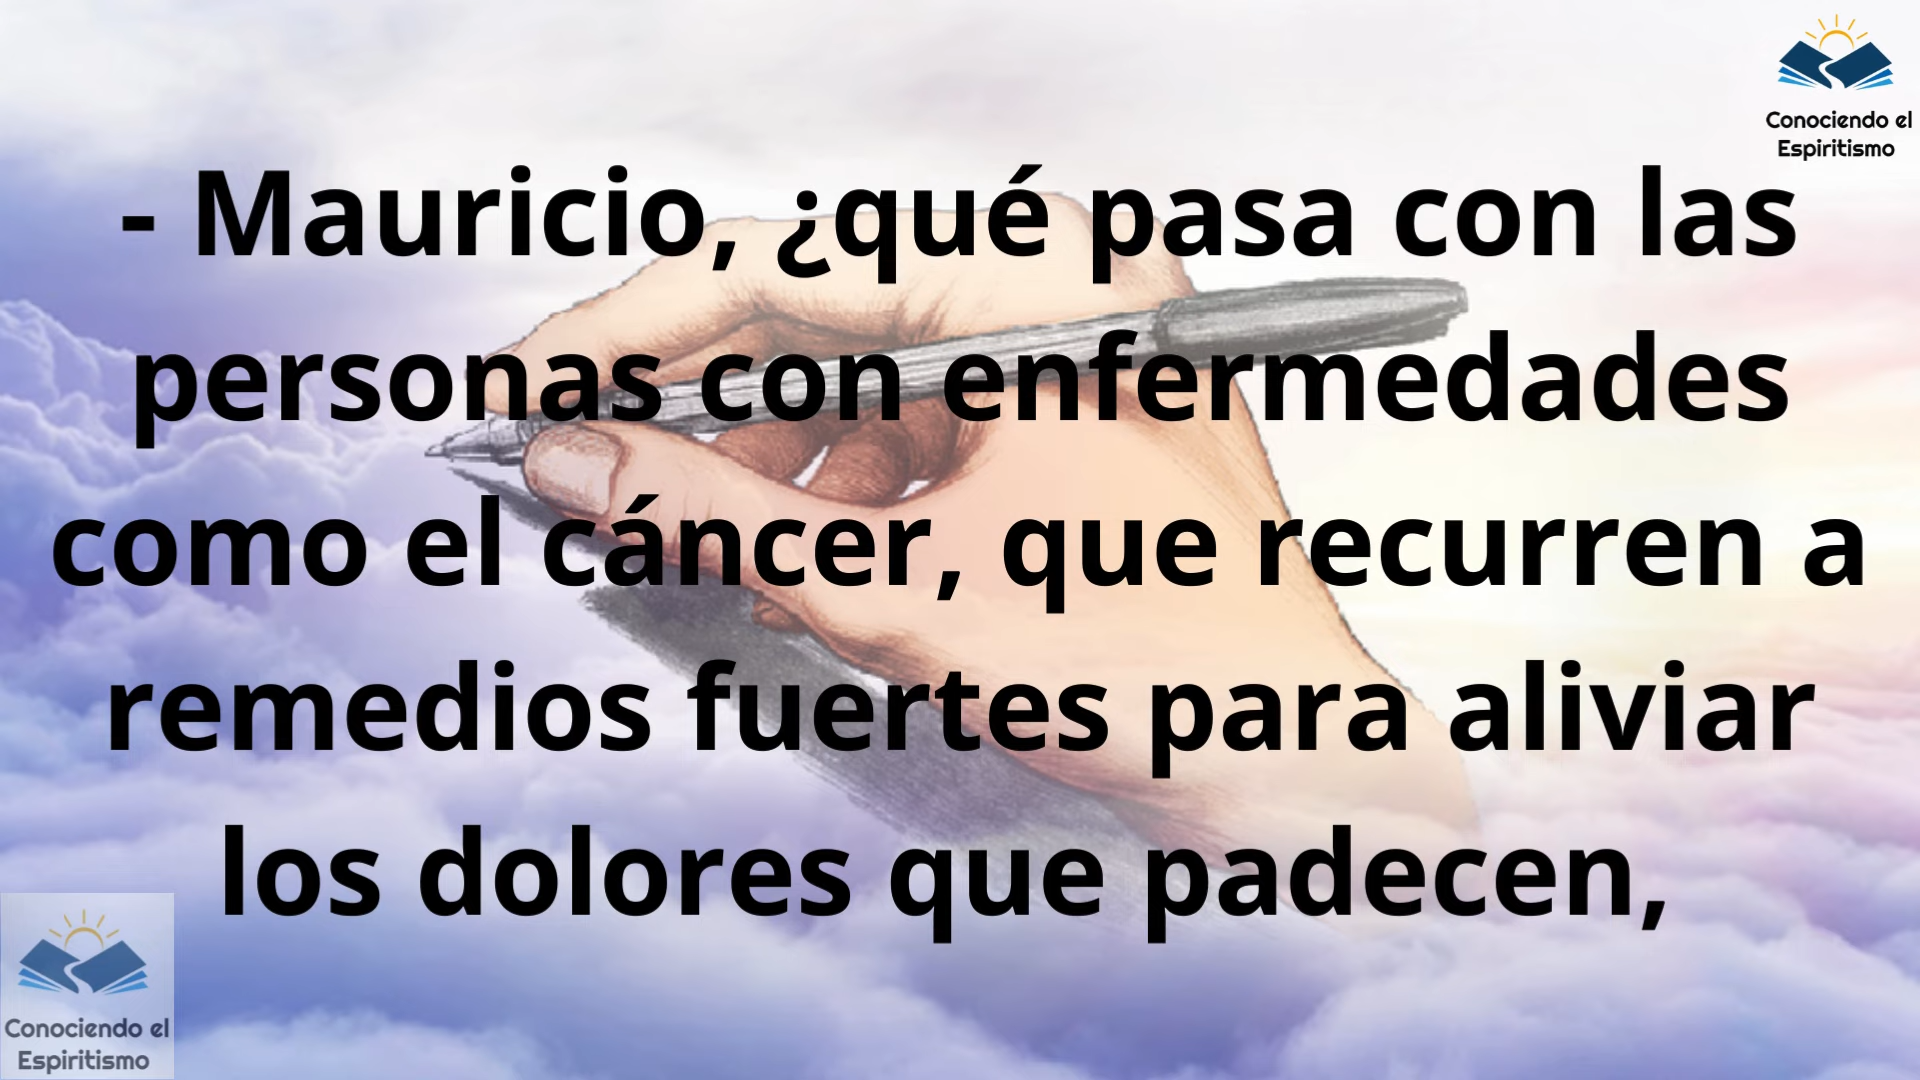 Conociendo el
Espiritismo
- Mauricio, ¿qué pasa con las
personas con enfermedades
como el cáncer, que recurren a
remedios fuertes para aliviar
los dolores que padecen,
Conociendo el
Espiritismo